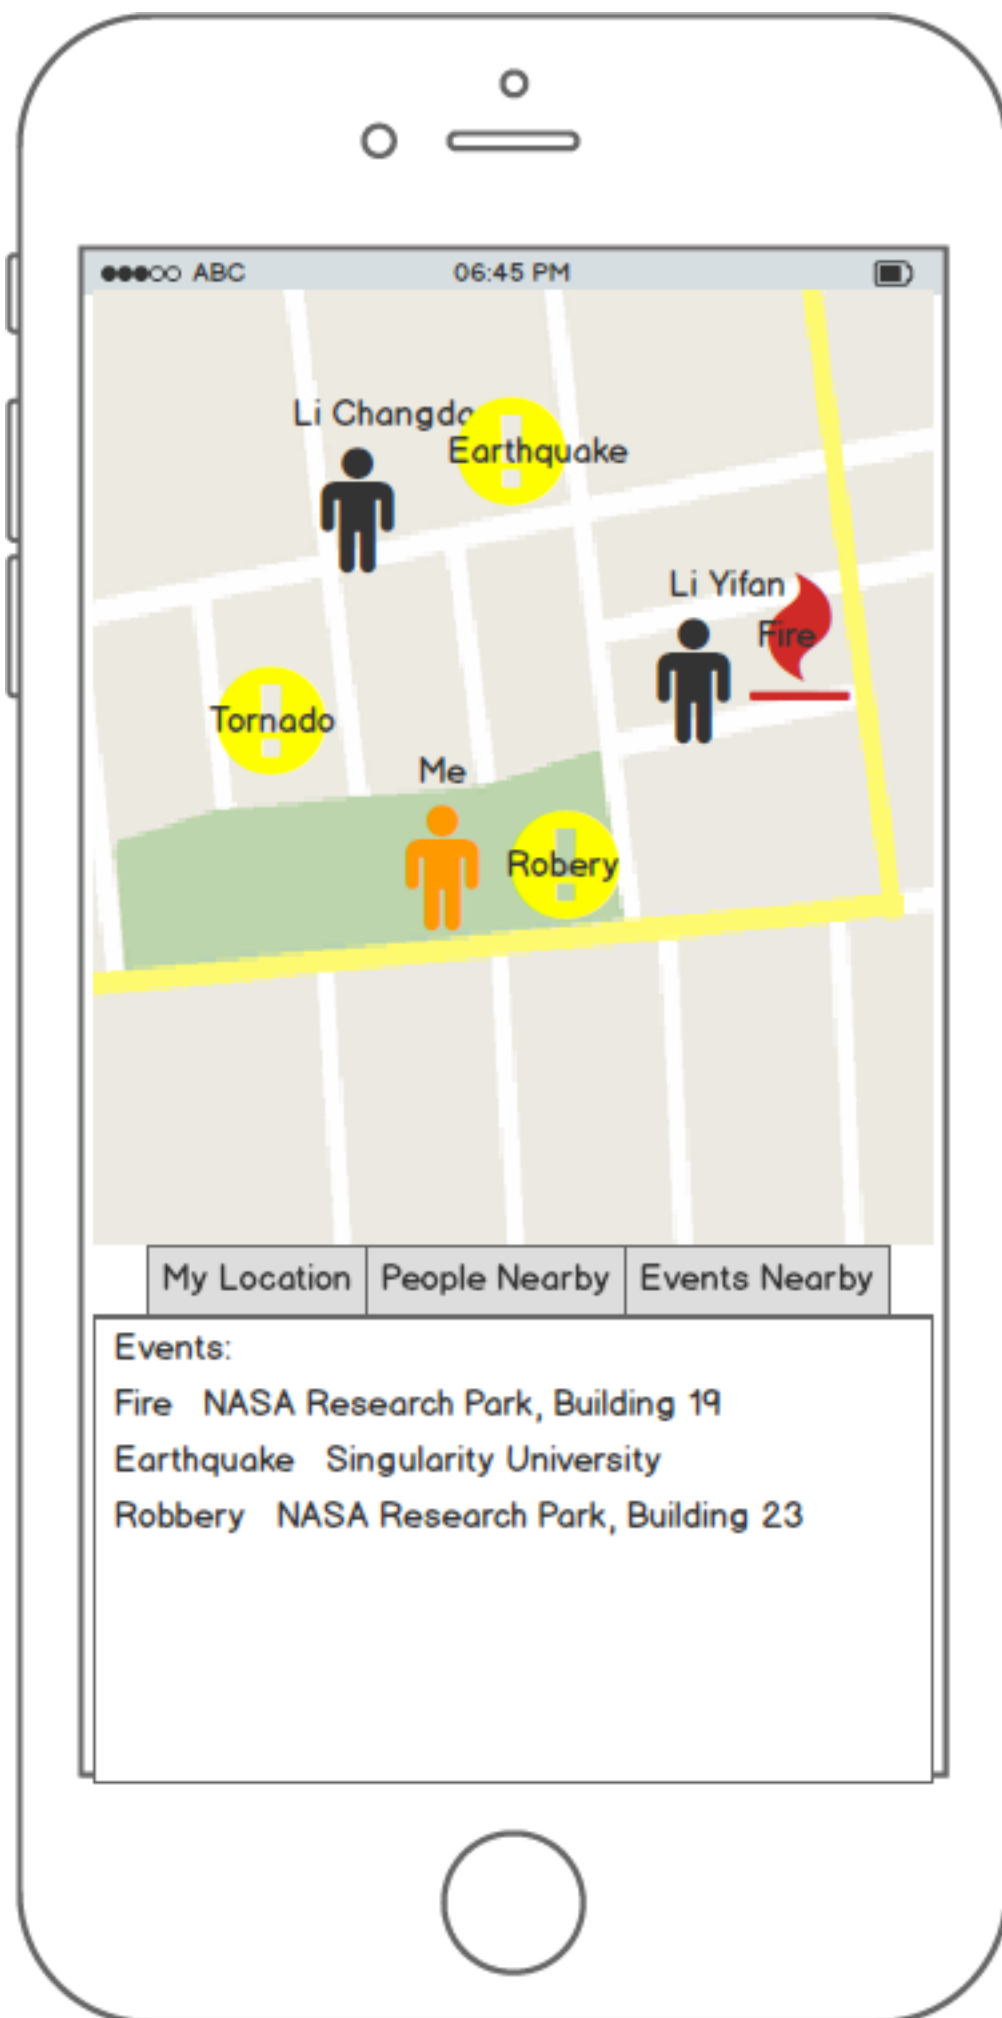 ABC 06:45 PM
Li Changda
Earthquake
Li Yifan
Fire
Tornado
Me
Robery
My Location People Nearby Events Nearby
Events:
Fire NASA Research Park, Building 19
Earthquake Singularity University
Robbery NASA Research Park, Building 23